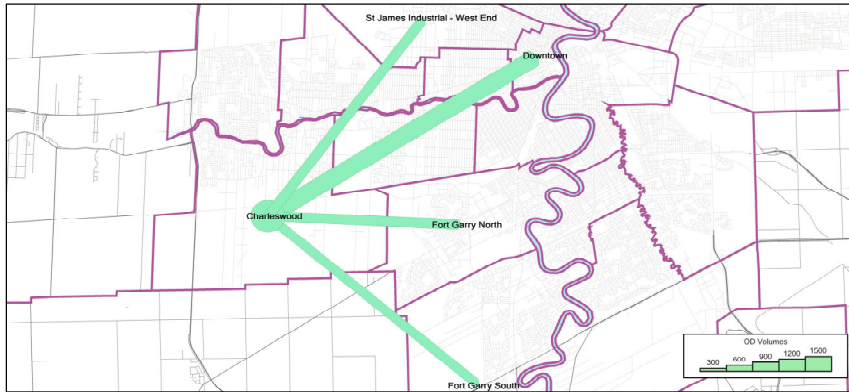 St James Industrial - West End
Downtown
Charleswood
Fort Garry North
Fort Garry South
OD Volumes
300 600 900 1200 1500